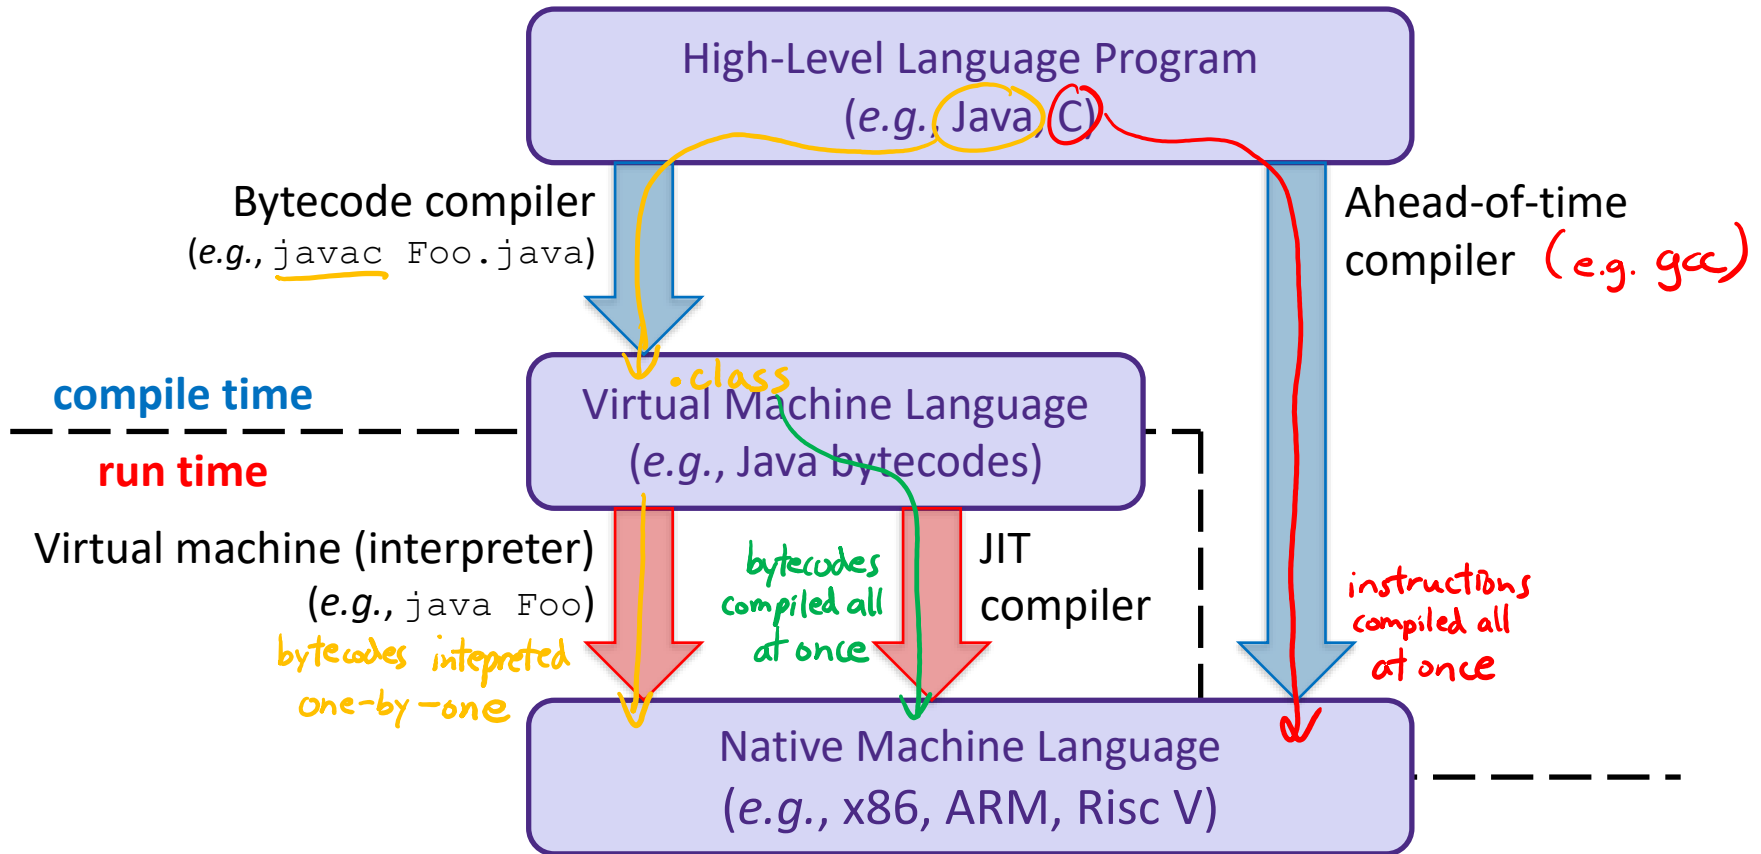 High-Level Language Program
(e.g., Java, C)
Bytecode compiler
(e.g., javac Foo.java)
Ahead-of-time
compiler (e.g. gcc)
compile time
run time
.class
Virtual Machine Language
(e.g., Java bytecodes)
Virtual machine (interpreter)
(e.g., java Foo)
bytecodes intepreted
one-by-one
bytecodes
compiled all
at once
JIT
compiler
instructions
compiled all
at once
Native Machine Language
(e.g., x86, ARM, Risc V)